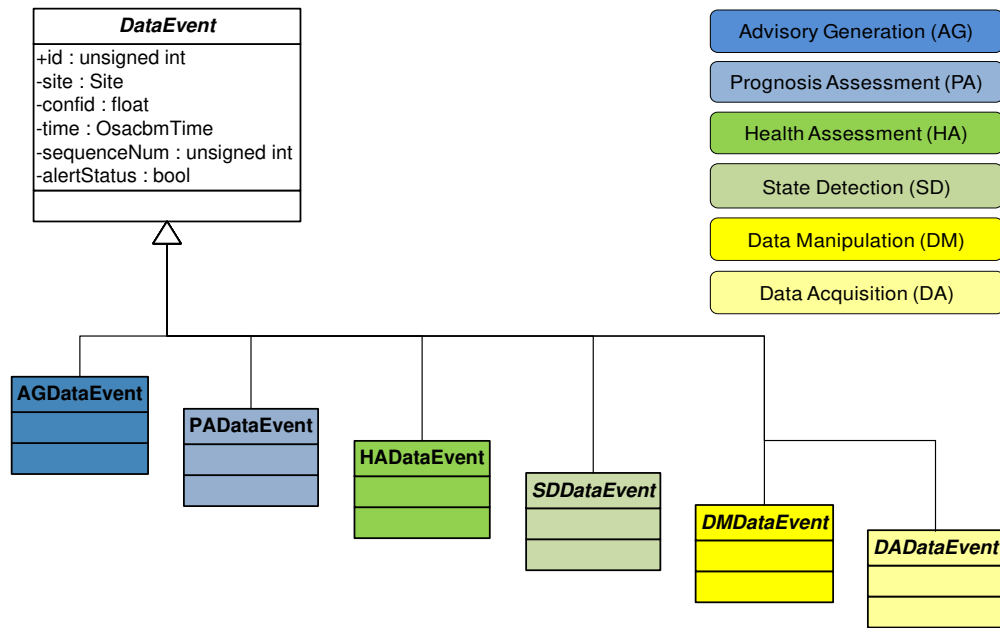 DataEvent
+id : unsigned int
-site : Site
-confid : float
-time : OsacbmTime
-sequenceNum : unsigned int
-alertStatus : bool
Advisory Generation (AG)
Prognosis Assessment (PA)
Health Assessment (HA)
State Detection (SD)
Data Manipulation (DM)
Data Acquisition (DA)
AGDataEvent
PADataEvent
HADataEvent
SDDataEvent
DMDataEvent
DADataEvent